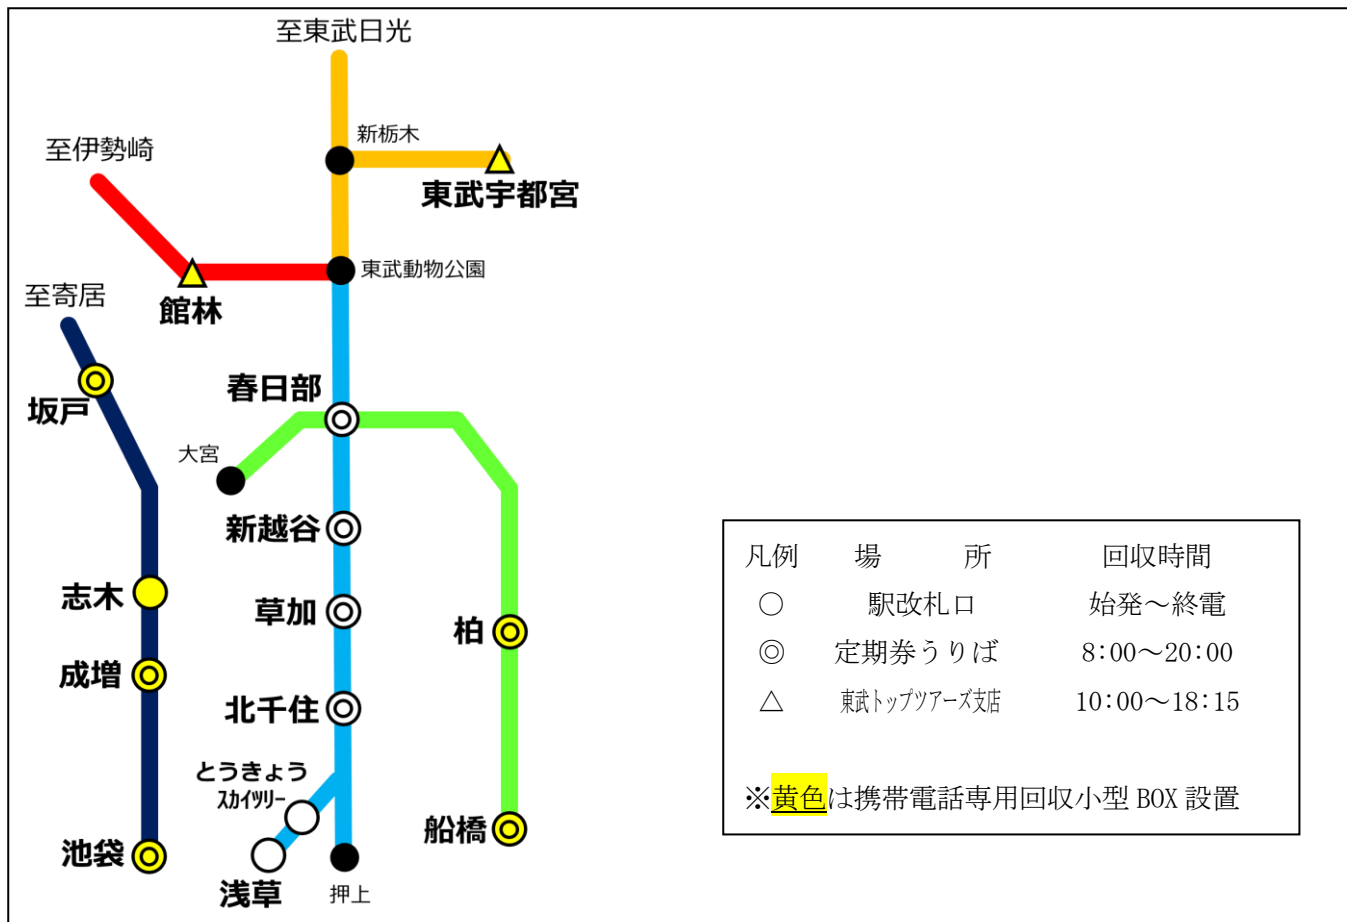 至東武日光
新栃木
至伊勢崎
東武宇都宮
東武動物公園
至寄居
館林
春日部
坂戸
大宮
新越谷
志木
草加
柏
成増
北千住
とうきょう
スカイツリー
船橋
池袋
浅草
押上
凡例 場 所 回収時間
○ 駅改札口 始発～終電
◎ 定期券うりば 8:00～20:00
△ 東武トップツアーズ支店 10:00～18:15
※黄色は携帯電話専用回収小型 BOX 設置